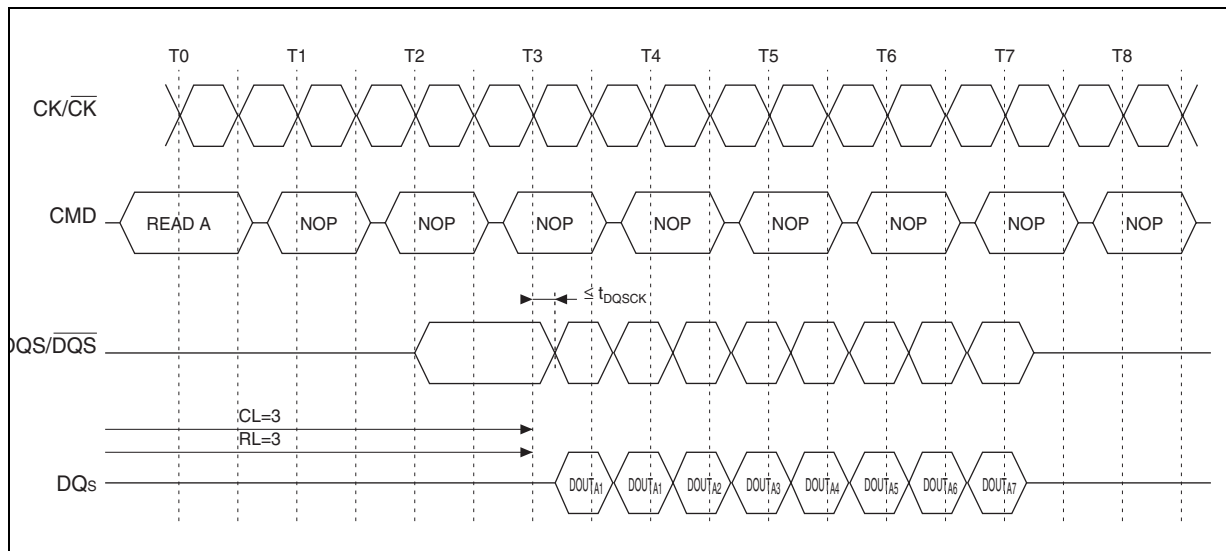 T0 T1 T2 T3 T4 T5 T6 T7 T8
CK/CK
CMD READ A NOP NOP NOP NOP NOP NOP NOP NOP
≤ tDQSCK
DQS/DQS
CL=3
RL=3
DQs DOUTA1 DOUTA1 DOUTA2 DOUTA3 DOUTA4 DOUTA5 DOUTA6 DOUTA7